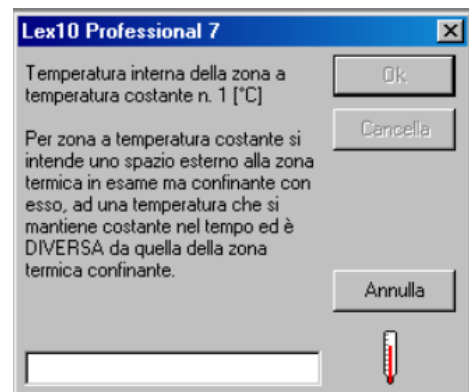 Lex10 Professional 7
Temperatura interna della zona a
temperatura costante n. 1 [°C]
Ok
Cancella
Per zona a temperatura costante si
intende uno spazio esterno alla zona
termica in esame ma confinante con
esso, ad una temperatura che si
mantiene costante nel tempo ed è
DIVERSA da quella della zona
termica confinante.
Annulla